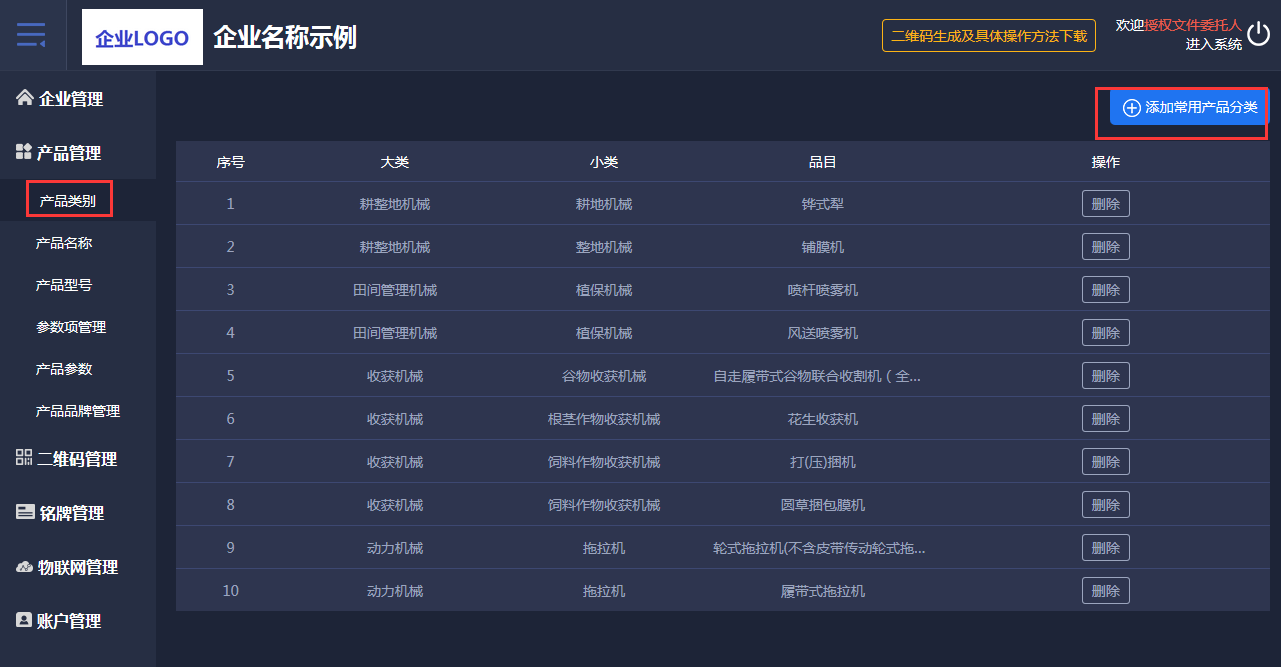 企业LOGO 企业名称示例
二维码生成及具体操作方法下载
欢迎授权文件委托人
进入系统
企业管理
产品管理
产品类别
产品名称
产品型号
参数项管理
产品参数
产品品牌管理
二维码管理
铭牌管理
物联网管理
账户管理
添加常用产品分类
序号 大类 小类 品目 操作
1 耕整地机械 耕地机械 铧式犁 删除
2 耕整地机械 整地机械 铺膜机 删除
3 田间管理机械 植保机械 喷杆喷雾机 删除
4 田间管理机械 植保机械 风送喷雾机 删除
5 收获机械 谷物收获机械 自走履带式谷物联合收割机（全... 删除
6 收获机械 根茎作物收获机械 花生收获机 删除
7 收获机械 饲料作物收获机械 打(压)捆机 删除
8 收获机械 饲料作物收获机械 圆草捆包膜机 删除
9 动力机械 拖拉机 轮式拖拉机(不含皮带传动轮式拖... 删除
10 动力机械 拖拉机 履带式拖拉机 删除